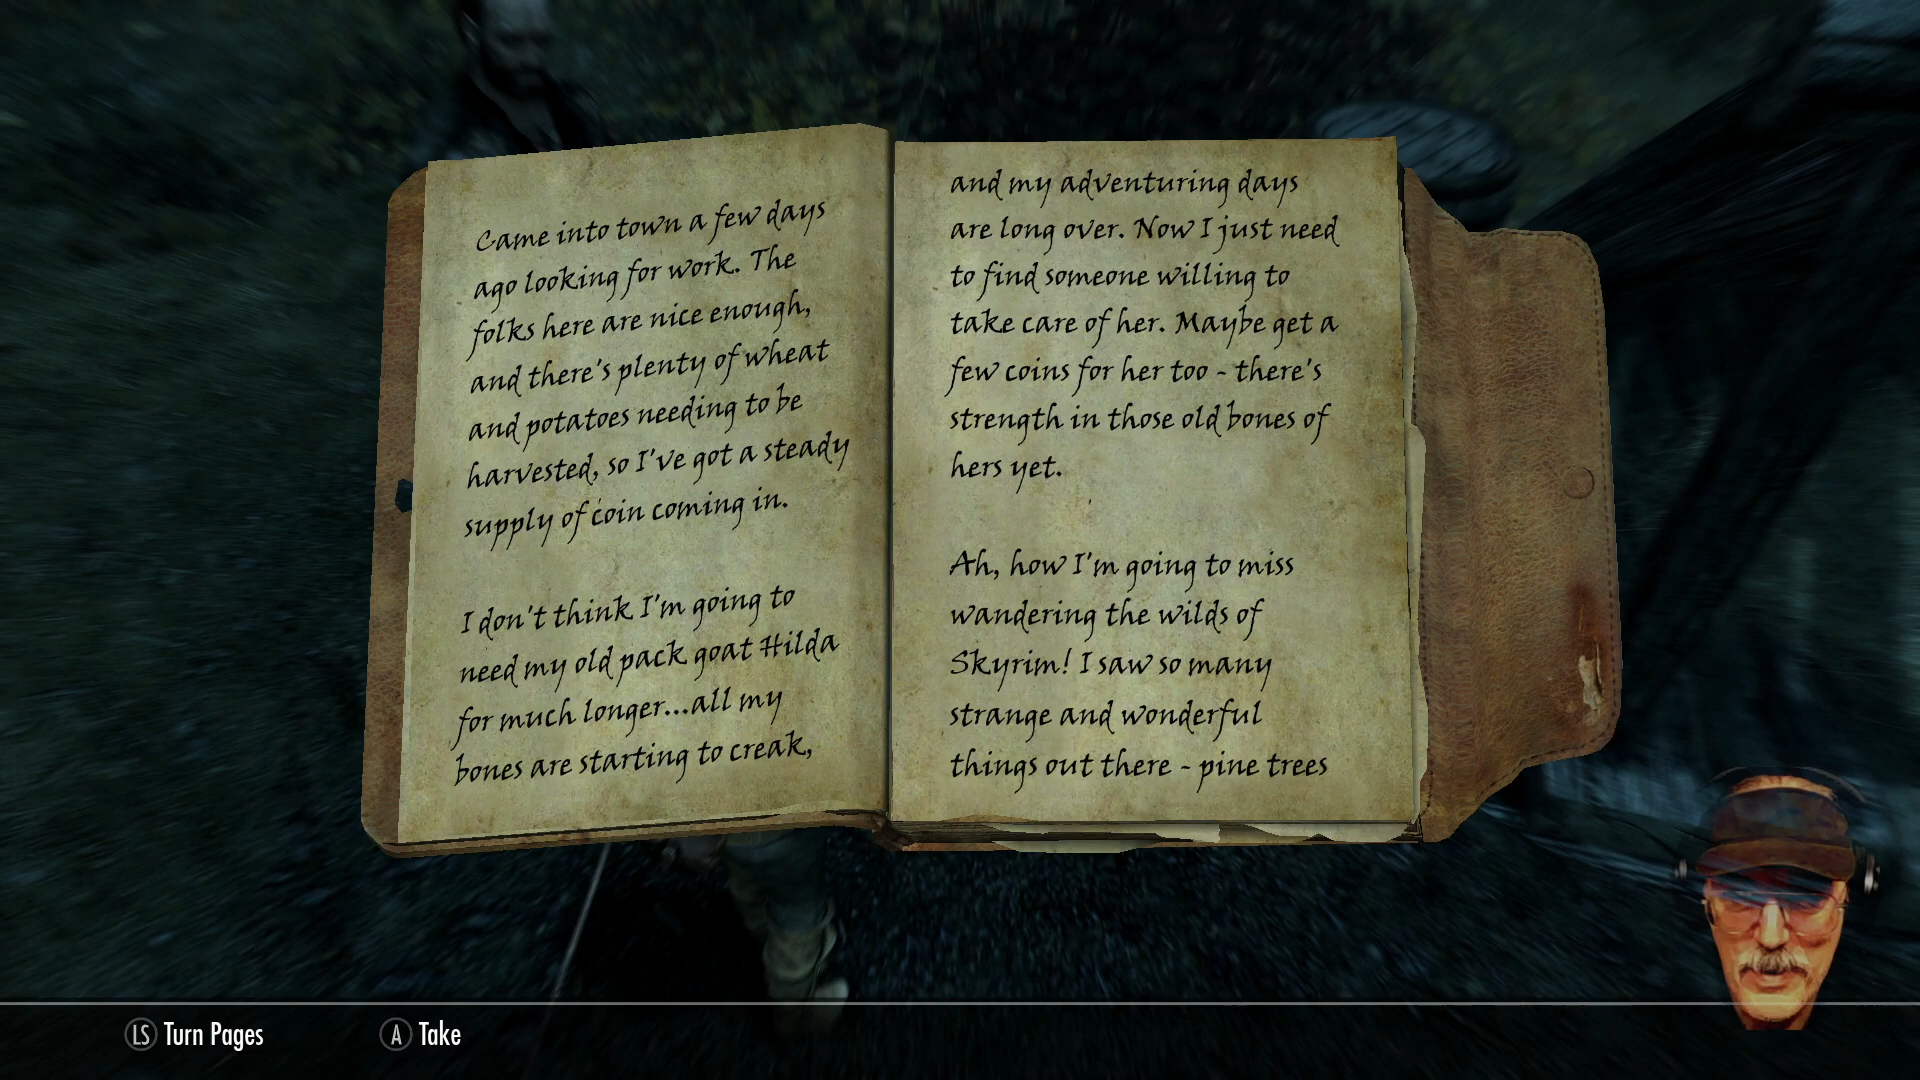 Came into town a few days
ago looking for work. The
folks here are nice enough,
and there's plenty of wheat
and potatoes needing to be
harvested, so I've got a steady
supply of coin coming in.
I don't think I'm going to
need my old pack goat Hilda
for much longer...all my
bones are starting to creak,
and my adventuring days
are long over. Now I just need
to find someone willing to
take care of her. Maybe get a
few coins for her too - there's
strength in those old bones of
hers yet.
Ah, how I'm going to miss
wandering the wilds of
Skyrim! I saw so many
strange and wonderful
things out there - pine trees
LS Turn Pages
A Take